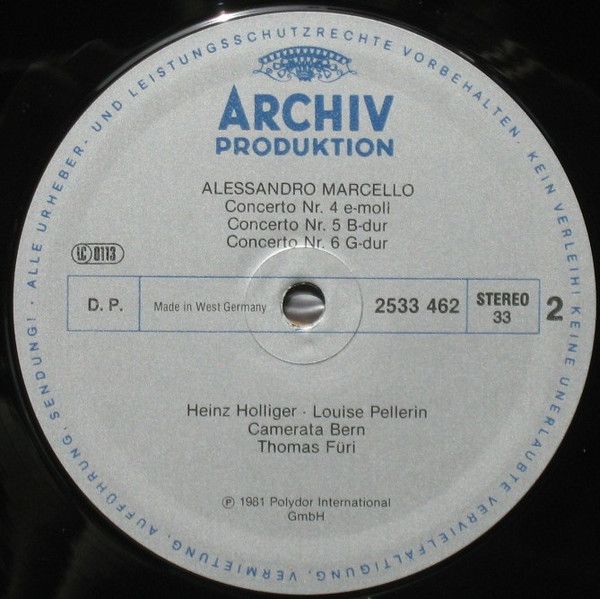 ALLE URHEBER- UND LEISTUNGSSCHUTZRECHTE VORBEHALTEN. KEIN VERLEIH! KEINE UNERLAUBTE VERVIELFÄLTIGUNG, VERMIETUNG, AUFFÜHRUNG, SENDUNG! ·
ARCHIV
PRODUKTION
ALESSANDRO MARCELLO
Concerto Nr. 4 e-moll
Concerto Nr. 5 B-dur
Concerto Nr. 6 G-dur
LC 0113
D. P. Made in West Germany 2533 462 STEREO 33 2
Heinz Holliger · Louise Pellerin
Camerata Bern
Thomas Füri
℗ 1981 Polydor International
GmbH